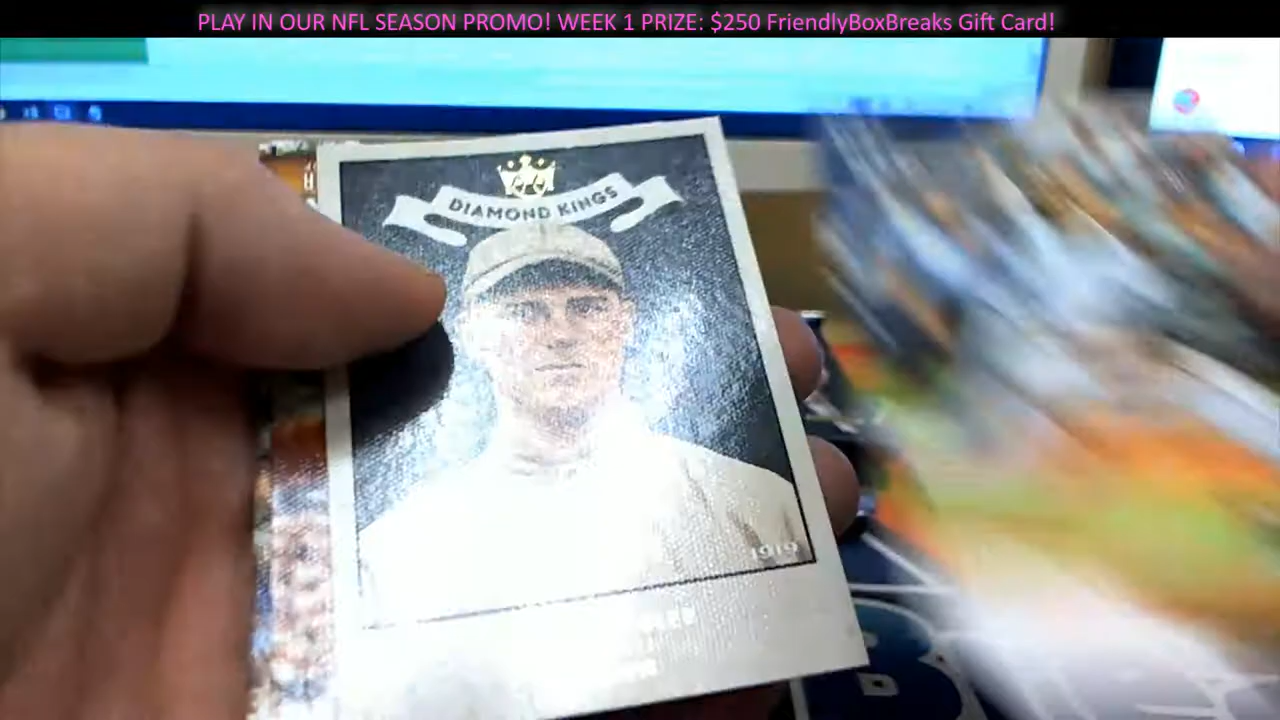 PLAY IN OUR NFL SEASON PROMO! WEEK 1 PRIZE: $250 FriendlyBoxBreaks Gift Card!
DIAMOND KINGS
1919